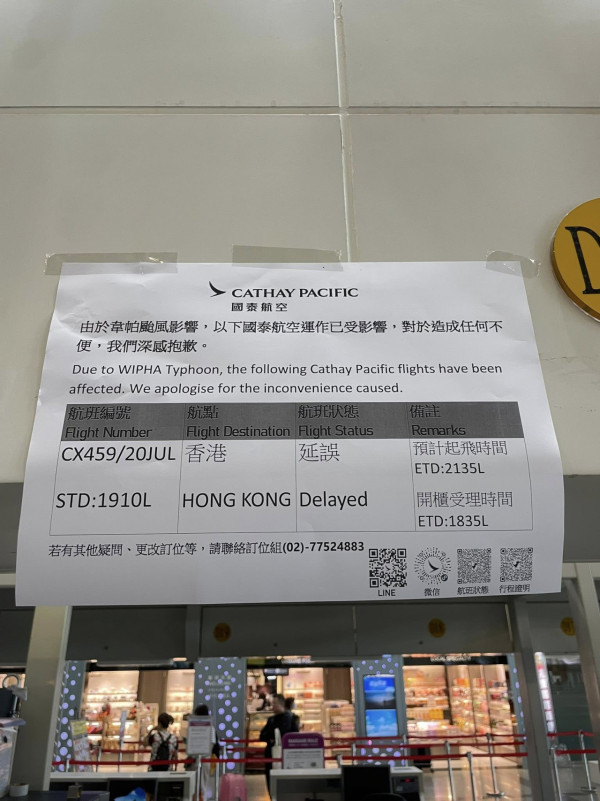 CATHAY PACIFIC
國泰航空
由於韋帕颱風影響，以下國泰航空運作已受影響，對於造成任何不
便，我們深感抱歉。
Due to WIPHA Typhoon, the following Cathay Pacific flights have been
affected. We apologise for the inconvenience caused.
航班編號 航點 航班狀態 備註
Flight Number Flight Destination Flight Status Remarks
CX459/20JUL 香港 延誤 預計起飛時間
ETD:2135L
STD:1910L HONG KONG Delayed 開櫃受理時間
ETD:1835L
若有其他疑問、更改訂位等，請聯絡訂位組(02)-77524883
LINE 微信 航班狀態 行程證明
D